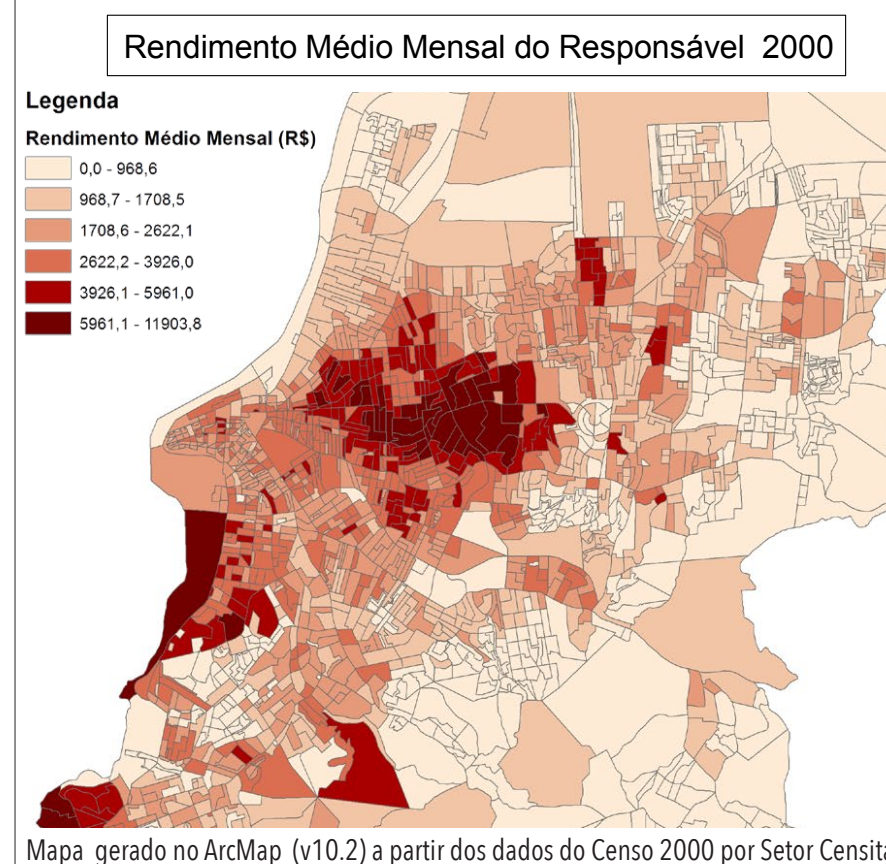 Rendimento Médio Mensal do Responsável 2000
Legenda
Rendimento Médio Mensal (R$)
0,0 - 968,6
968,7 - 1708,5
1708,6 - 2622,1
2622,2 - 3926,0
3926,1 - 5961,0
5961,1 - 11903,8
Mapa gerado no ArcMap (v10.2) a partir dos dados do Censo 2000 por Setor